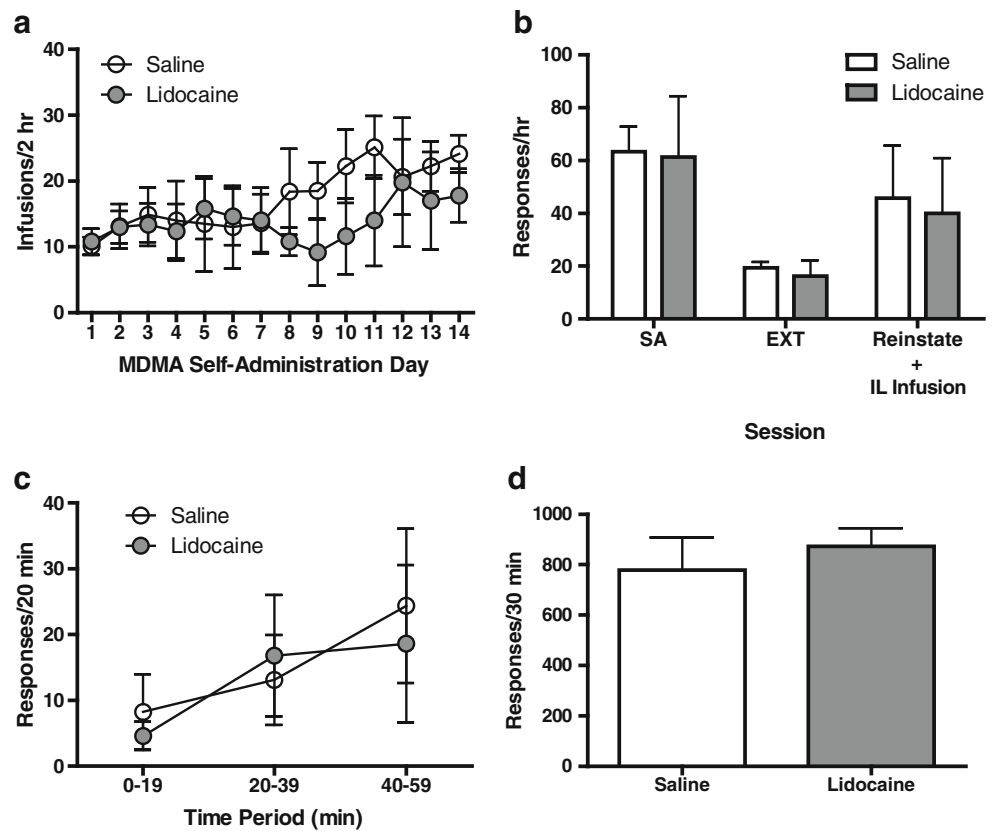 a
40
30
20
10
0
Infusions/2 hr
Saline
Lidocaine
1 2 3 4 5 6 7 8 9 10 11 12 13 14
MDMA Self-Administration Day
b
100
80
60
40
20
0
Responses/hr
Saline
Lidocaine
SA EXT Reinstate
+
IL Infusion
Session
c
40
30
20
10
0
Responses/20 min
Saline
Lidocaine
0-19 20-39 40-59
Time Period (min)
d
1000
800
600
400
200
0
Responses/30 min
Saline Lidocaine